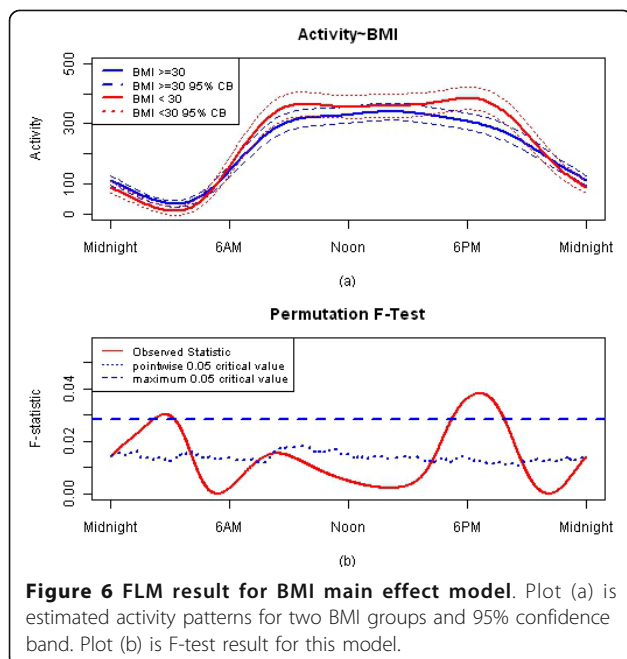 Activity~BMI
BMI >=30
BMI >=30 95% CB
BMI < 30
BMI <30 95% CB
Activity
500
300
100
0
Midnight 6AM Noon 6PM Midnight
(a)
Permutation F-Test
Observed Statistic
pointwise 0.05 critical value
maximum 0.05 critical value
F-statistic
0.04
0.02
0.00
Midnight 6AM Noon 6PM Midnight
(b)
Figure 6 FLM result for BMI main effect model. Plot (a) is
estimated activity patterns for two BMI groups and 95% confidence
band. Plot (b) is F-test result for this model.